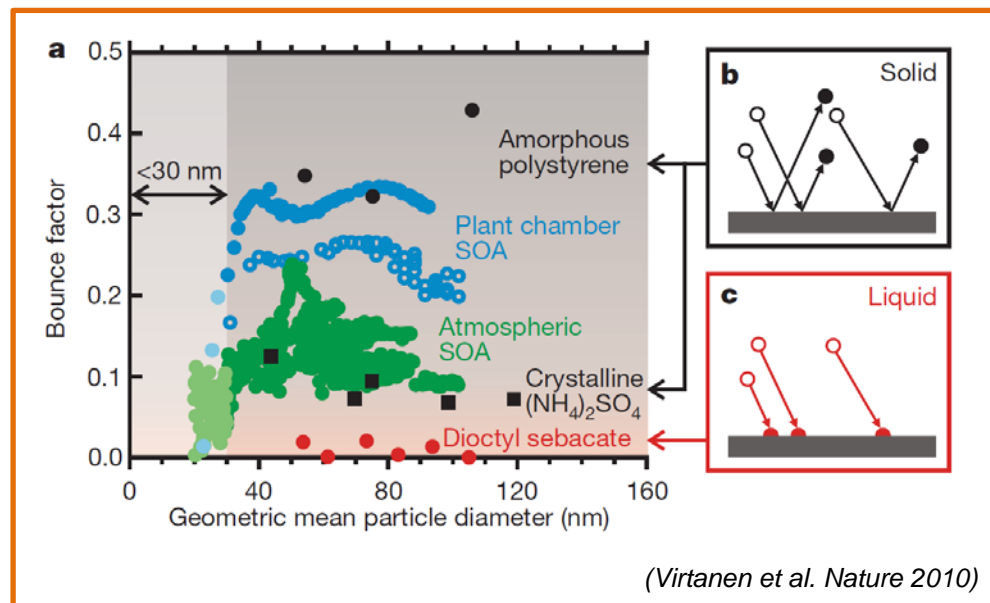 a
0.5
0.4
0.3
0.2
0.1
0.0
Bounce factor
<30 nm
Amorphous
polystyrene
Plant chamber
SOA
Atmospheric
SOA
Crystalline
(NH4)2SO4
Dioctyl sebacate
0 40 80 120 160
Geometric mean particle diameter (nm)
b Solid
c Liquid
(Virtanen et al. Nature 2010)